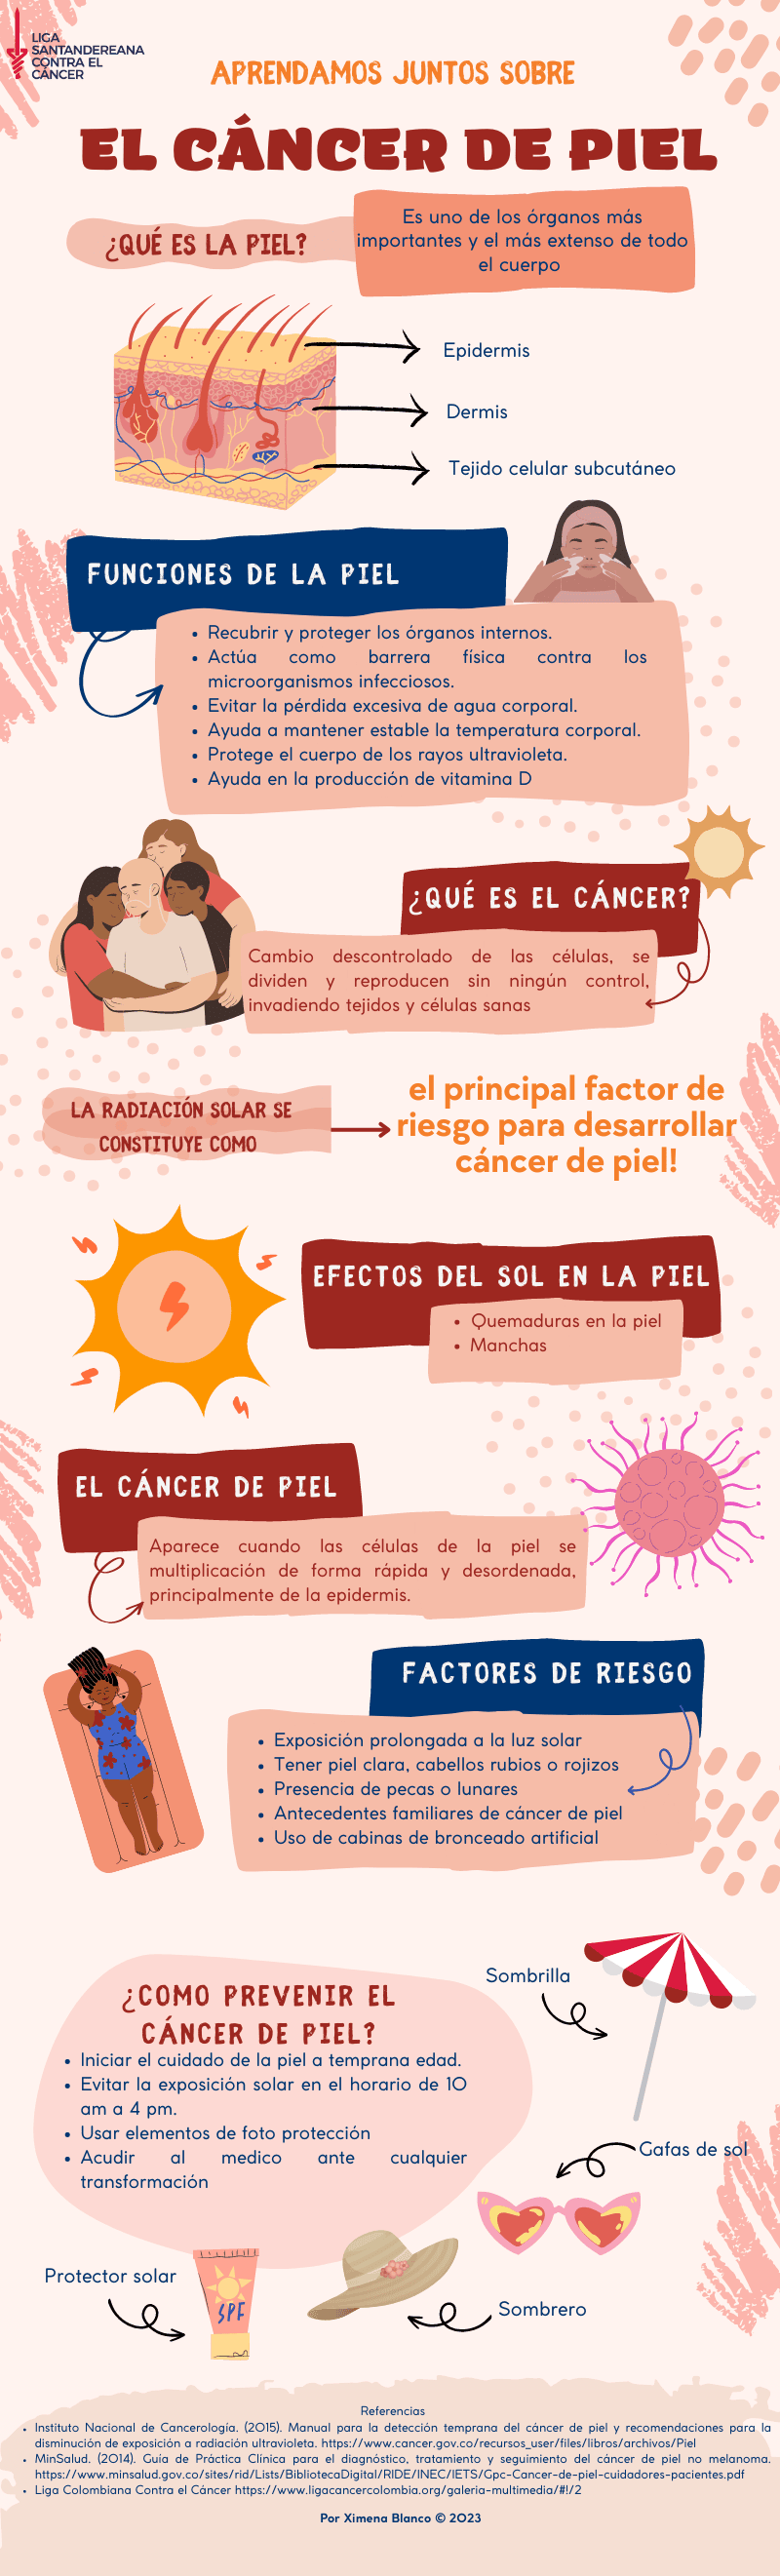 LIGA
SANTANDEREANA
CONTRA EL
CÁNCER
APRENDAMOS JUNTOS SOBRE
EL CÁNCER DE PIEL
¿QUÉ ES LA PIEL?
Es uno de los órganos más
importantes y el más extenso de todo
el cuerpo
Epidermis
Dermis
Tejido celular subcutáneo
FUNCIONES DE LA PIEL
• Recubrir y proteger los órganos internos.
• Actúa como barrera física contra los
microorganismos infecciosos.
• Evitar la pérdida excesiva de agua corporal.
• Ayuda a mantener estable la temperatura corporal.
• Protege el cuerpo de los rayos ultravioleta.
• Ayuda en la producción de vitamina D
¿QUÉ ES EL CÁNCER?
Cambio descontrolado de las células, se
dividen y reproducen sin ningún control,
invadiendo tejidos y células sanas
LA RADIACIÓN SOLAR SE
CONSTITUYE COMO
el principal factor de
riesgo para desarrollar
cáncer de piel!
EFECTOS DEL SOL EN LA PIEL
• Quemaduras en la piel
• Manchas
EL CÁNCER DE PIEL
Aparece cuando las células de la piel se
multiplicación de forma rápida y desordenada,
principalmente de la epidermis.
FACTORES DE RIESGO
• Exposición prolongada a la luz solar
• Tener piel clara, cabellos rubios o rojizos
• Presencia de pecas o lunares
• Antecedentes familiares de cáncer de piel
• Uso de cabinas de bronceado artificial
¿COMO PREVENIR EL
CÁNCER DE PIEL?
• Iniciar el cuidado de la piel a temprana edad.
• Evitar la exposición solar en el horario de 10
am a 4 pm.
• Usar elementos de foto protección
• Acudir al medico ante cualquier
transformación
Sombrilla
Gafas de sol
Protector solar
SPF
Sombrero
Referencias
• Instituto Nacional de Cancerología. (2015). Manual para la detección temprana del cáncer de piel y recomendaciones para la
disminución de exposición a radiación ultravioleta. https://www.cancer.gov.co/recursos_user/files/libros/archivos/Piel
• MinSalud. (2014). Guía de Práctica Clínica para el diagnóstico, tratamiento y seguimiento del cáncer de piel no melanoma.
https://www.minsalud.gov.co/sites/rid/Lists/BibliotecaDigital/RIDE/INEC/IETS/Gpc-Cancer-de-piel-cuidadores-pacientes.pdf
• Liga Colombiana Contra el Cáncer https://www.ligacancercolombia.org/galeria-multimedia/#!/2
Por Ximena Blanco © 2023